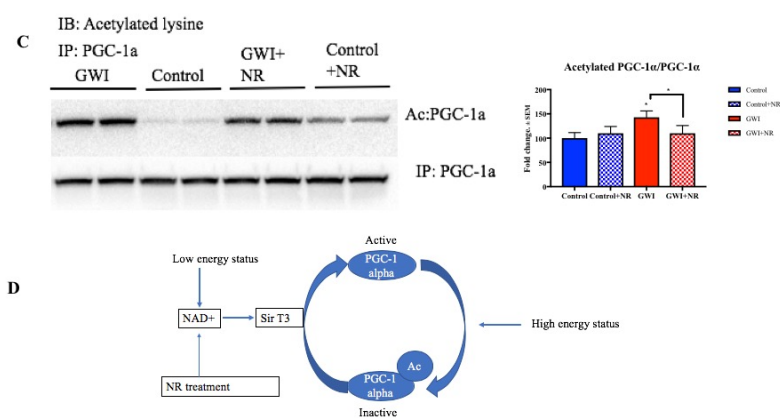 C
IB: Acetylated lysine
IP: PGC-1a
GWI
Control
GWI+
NR
Control
+NR
Ac:PGC-1a
IP: PGC-1a
Acetylated PGC-1α/PGC-1α
Fold change. ± SEM
200
150
100
50
0
*
*
Control Control+NR GWI GWI+NR
Control
Control+NR
GWI
GWI+NR
D
Low energy status
NAD+
Sir T3
NR treatment
Active
PGC-1
alpha
High energy status
Ac
PGC-1
alpha
Inactive